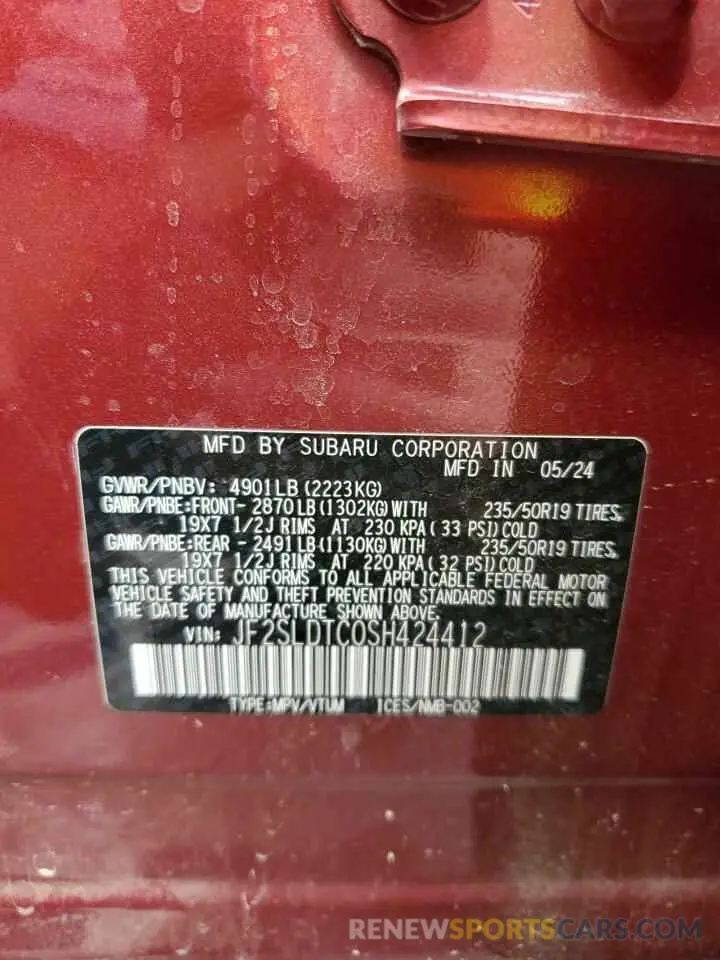 MFD BY SUBARU CORPORATION
MFD IN 05/24
GVWR/PNBV: 4901LB (2223KG)
GAWR/PNBE:FRONT- 2870LB(1302KG)WITH 235/50R19 TIRES,
19X7 1/2J RIMS AT 230 KPA( 33 PSI)COLD
GAWR/PNBE:REAR - 2491LB(1130KG)WITH 235/50R19 TIRES,
19X7 1/2J RIMS AT 220 KPA( 32 PSI)COLD
THIS VEHICLE CONFORMS TO ALL APPLICABLE FEDERAL MOTOR
VEHICLE SAFETY AND THEFT PREVENTION STANDARDS IN EFFECT ON
THE DATE OF MANUFACTURE SHOWN ABOVE.
VIN: JF2SLDTC0SH424412
TYPE:MPV/VTUM ICES/NMB-002
RENEWSPORTSCARS.COM